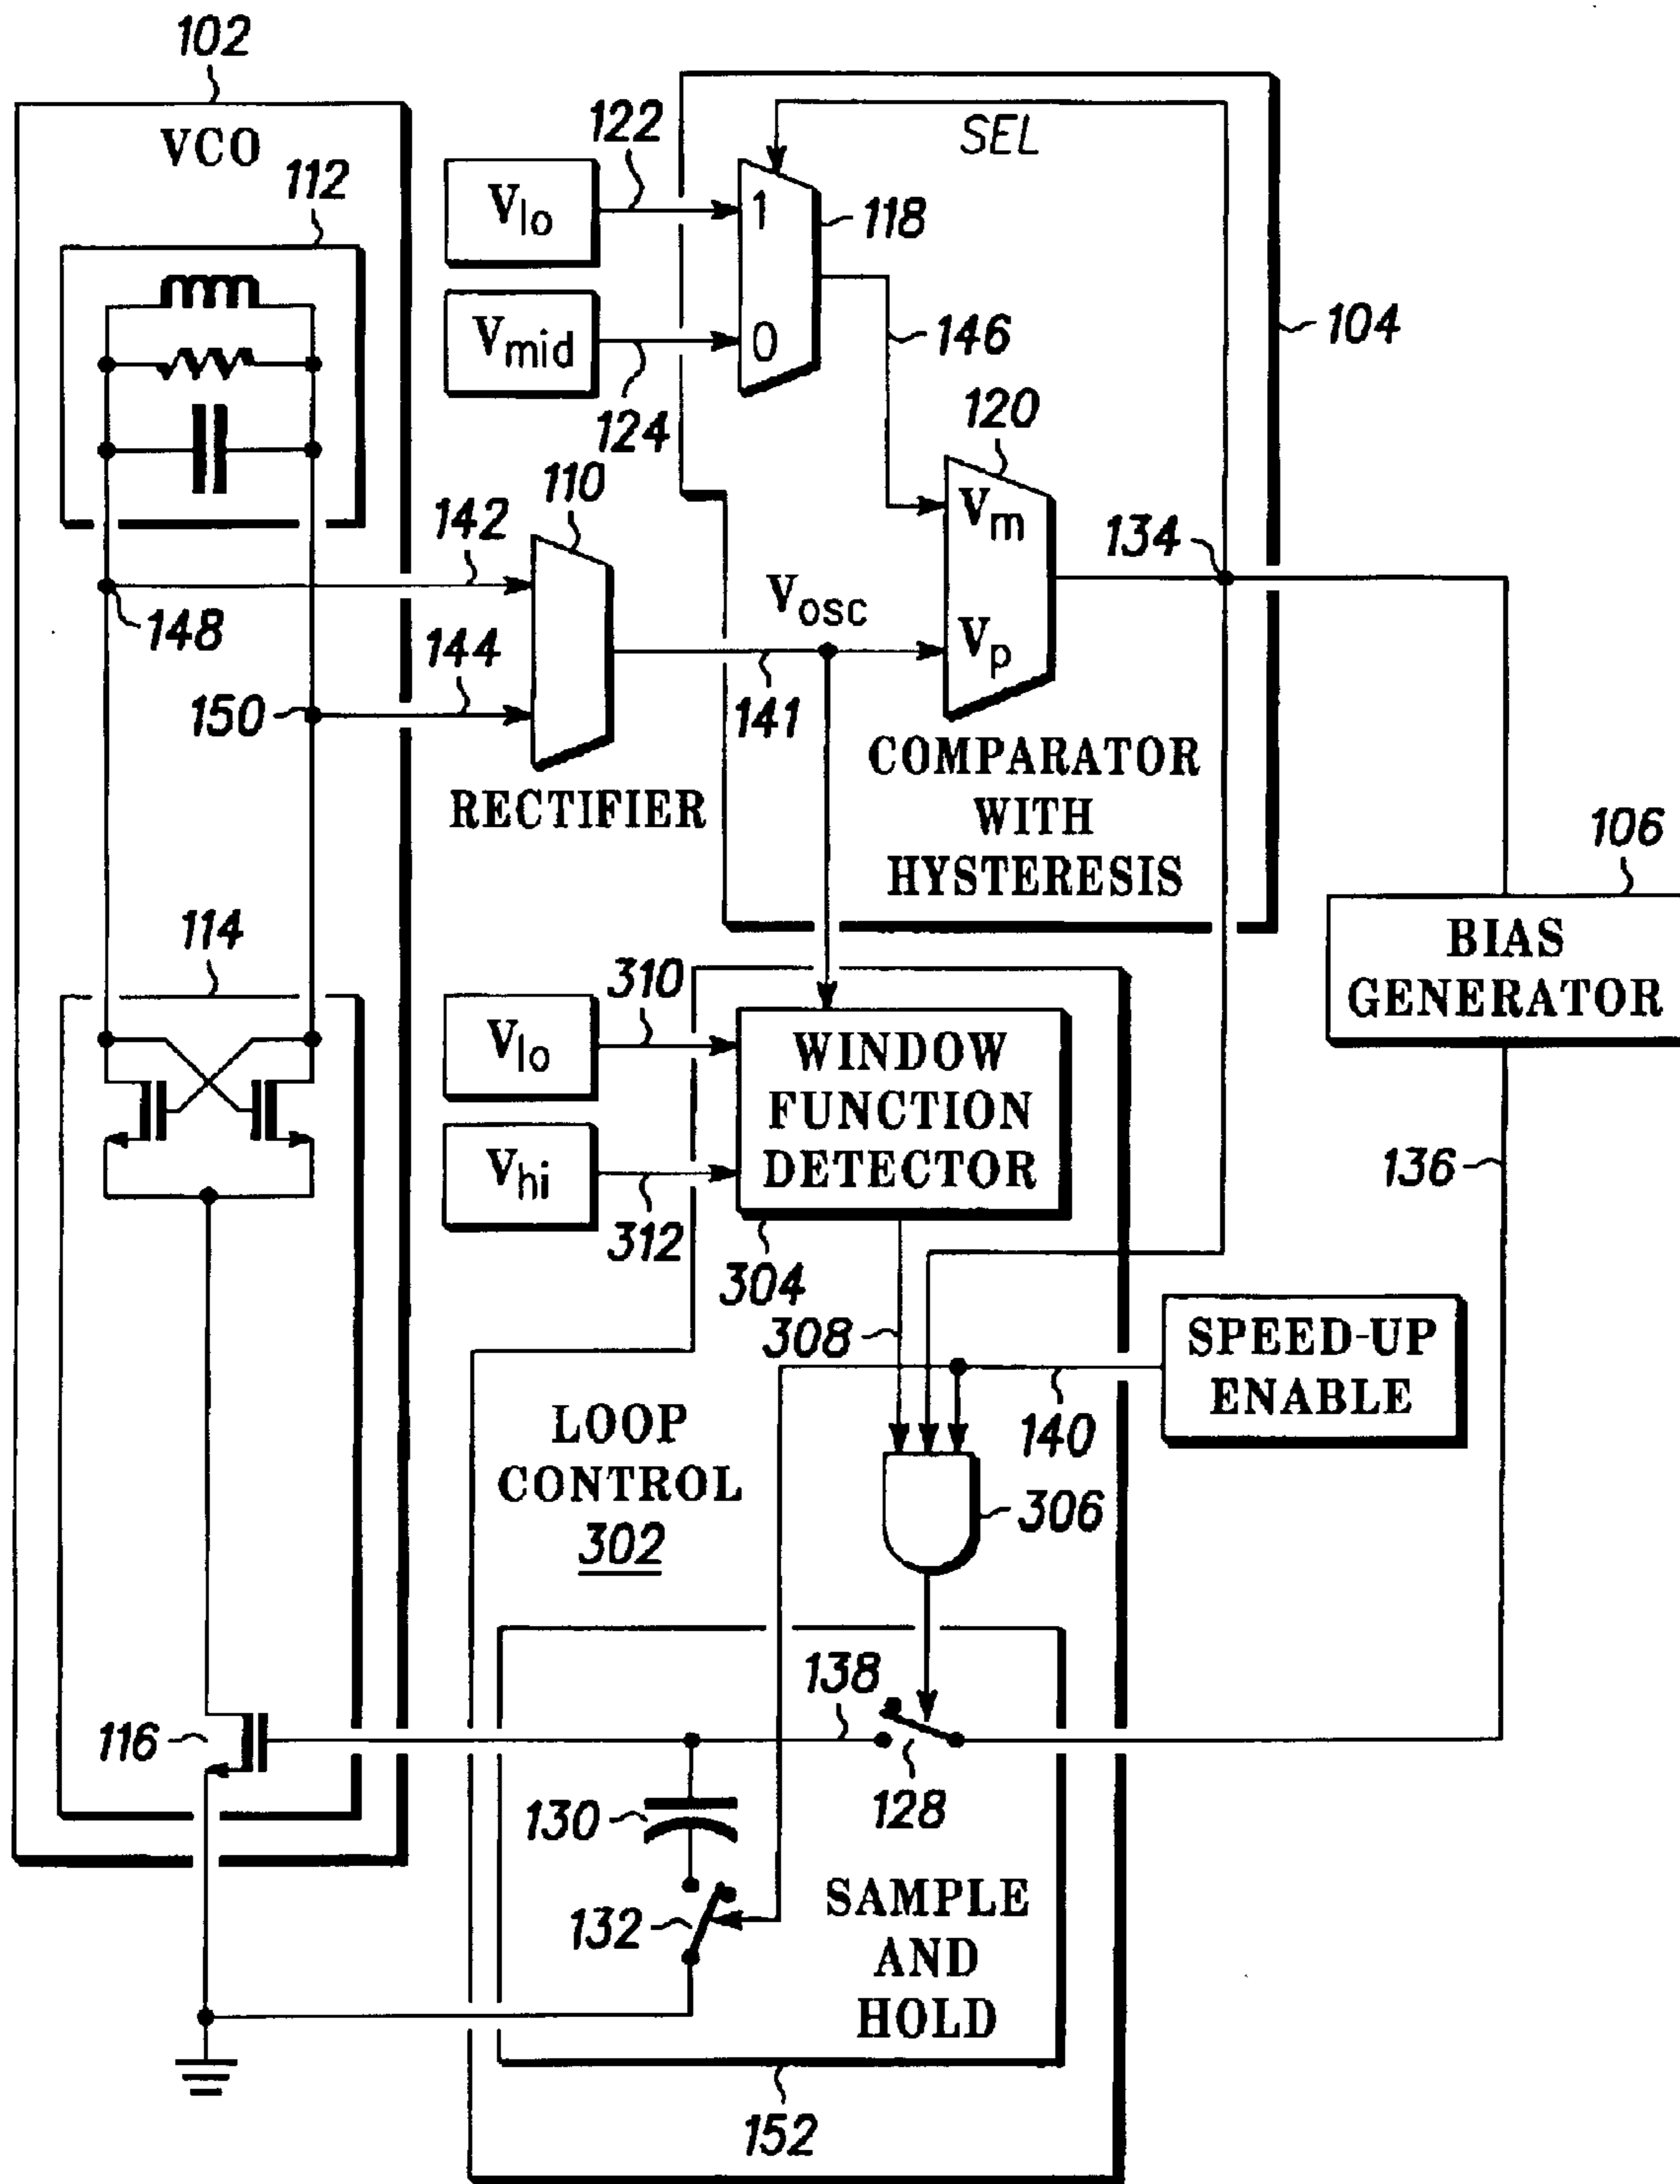 102
VCO
112
122
SEL
Vlo
1
118
Vmid
0
146
104
124
120
110
Vm
142
134
Vosc
148
144
Vp
150
141
COMPARATOR
WITH
HYSTERESIS
RECTIFIER
106
BIAS
GENERATOR
114
310
Vlo
WINDOW
FUNCTION
DETECTOR
Vhi
312
136
304
308
SPEED-UP
ENABLE
140
LOOP
CONTROL
302
306
138
116
128
130
SAMPLE
AND
HOLD
132
152